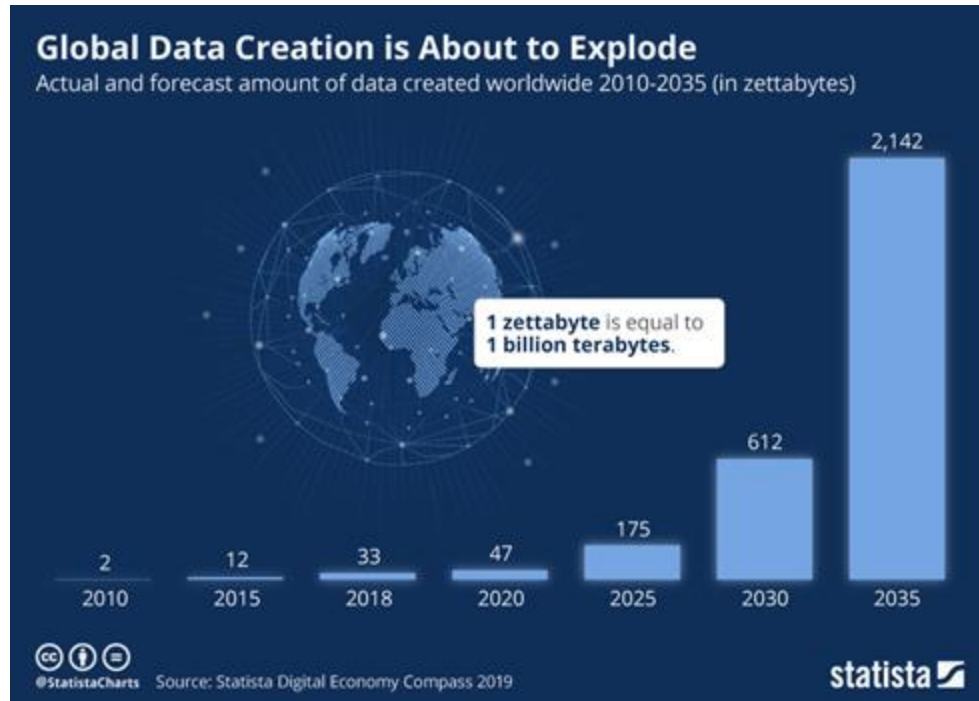 Global Data Creation is About to Explode
Actual and forecast amount of data created worldwide 2010-2035 (in zettabytes)
2,142
1 zettabyte is equal to
1 billion terabytes.
612
175
47
33
12
2
2010 2015 2018 2020 2025 2030 2035
@StatistaCharts Source: Statista Digital Economy Compass 2019
statista